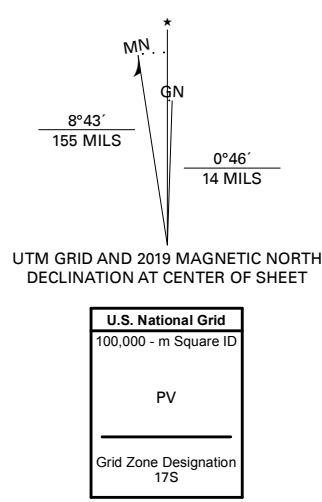 ★
MN
GN
8°43´
155 MILS
0°46´
14 MILS
UTM GRID AND 2019 MAGNETIC NORTH
DECLINATION AT CENTER OF SHEET
U.S. National Grid
100,000 - m Square ID
PV
Grid Zone Designation
17S